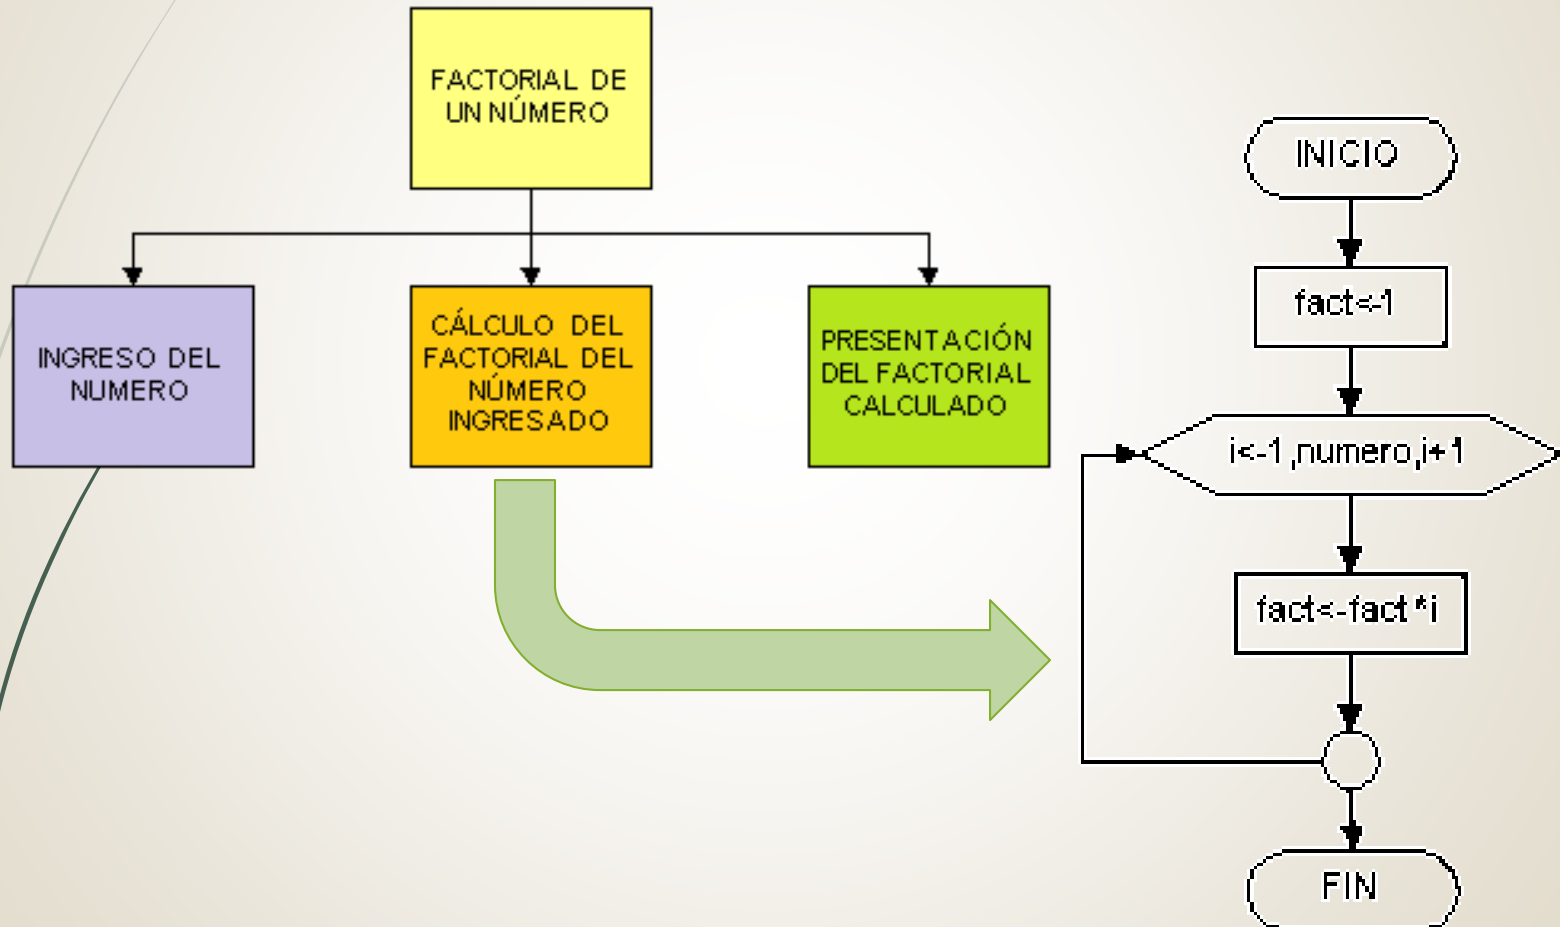 FACTORIAL DE
UN NÚMERO
INGRESO DEL
NUMERO
CÁLCULO DEL
FACTORIAL DEL
NÚMERO
INGRESADO
PRESENTACIÓN
DEL FACTORIAL
CALCULADO
INICIO
fact<-1
i<-1,numero,i+1
fact<-fact*i
FIN